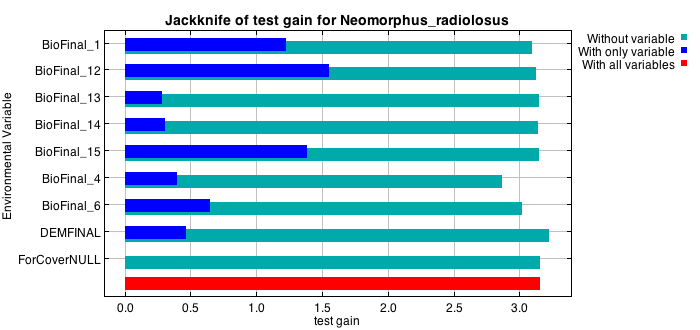 Jackknife of test gain for Neomorphus_radiolosus
Without variable
With only variable
With all variables
Environmental Variable
BioFinal_1
BioFinal_12
BioFinal_13
BioFinal_14
BioFinal_15
BioFinal_4
BioFinal_6
DEMFINAL
ForCoverNULL
0.0 0.5 1.0 1.5 2.0 2.5 3.0
test gain